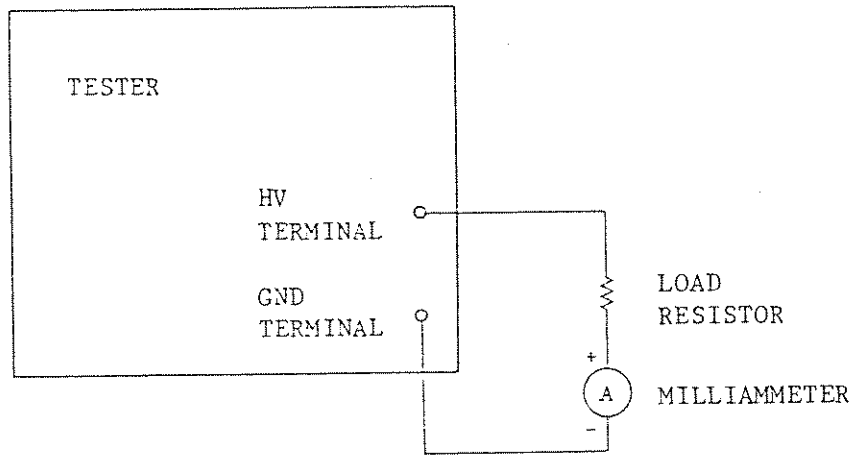 TESTER
HV
TERMINAL
GND
TERMINAL
LOAD
RESISTOR
+
A
MILLIAMMETER
-